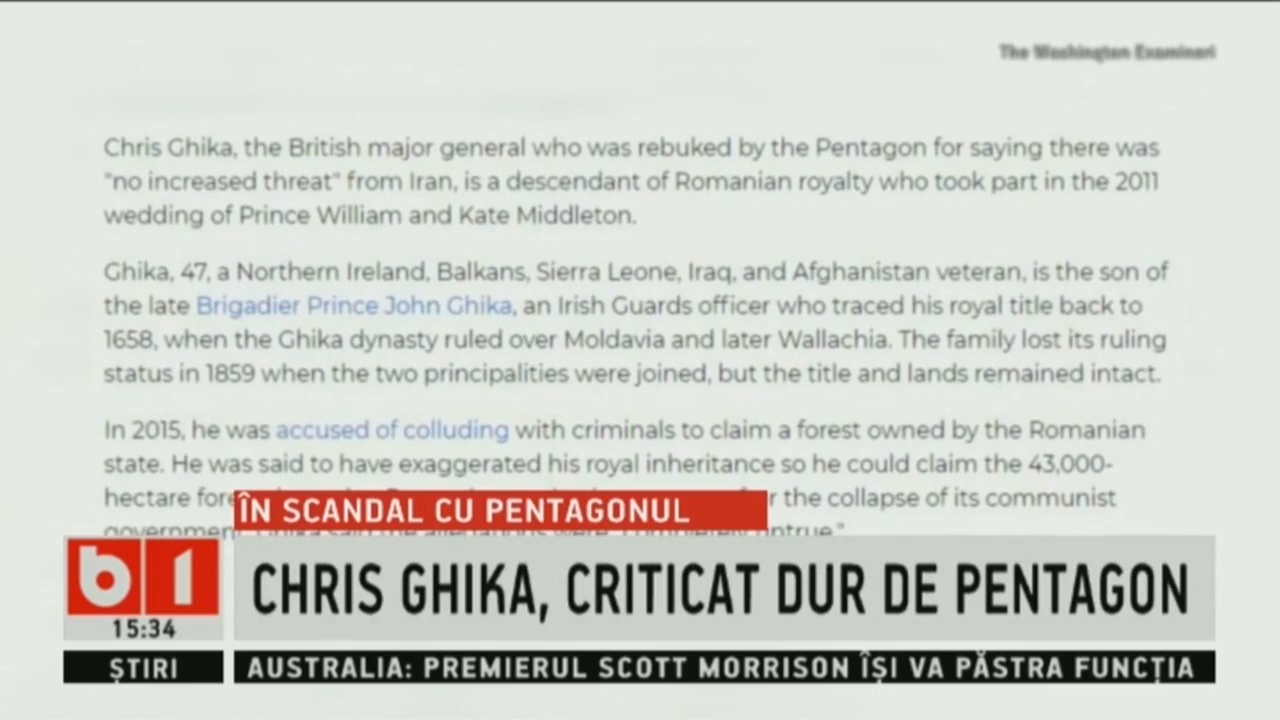 The Washington Examiner
Chris Ghika, the British major general who was rebuked by the Pentagon for saying there was
"no increased threat" from Iran, is a descendant of Romanian royalty who took part in the 2011
wedding of Prince William and Kate Middleton.
Ghika, 47, a Northern Ireland, Balkans, Sierra Leone, Iraq, and Afghanistan veteran, is the son of
the late Brigadier Prince John Ghika, an Irish Guards officer who traced his royal title back to
1658, when the Ghika dynasty ruled over Moldavia and later Wallachia. The family lost its ruling
status in 1859 when the two principalities were joined, but the title and lands remained intact.
In 2015, he was accused of colluding with criminals to claim a forest owned by the Romanian
state. He was said to have exaggerated his royal inheritance so he could claim the 43,000-
hectare the collapse of its communist
government Ghika said the allegations were "completely untrue."
ÎN SCANDAL CU PENTAGONUL
b1
CHRIS GHIKA, CRITICAT DUR DE PENTAGON
15:34
ȘTIRI
AUSTRALIA: PREMIERUL SCOTT MORRISON ÎȘI VA PĂSTRA FUNCȚIA